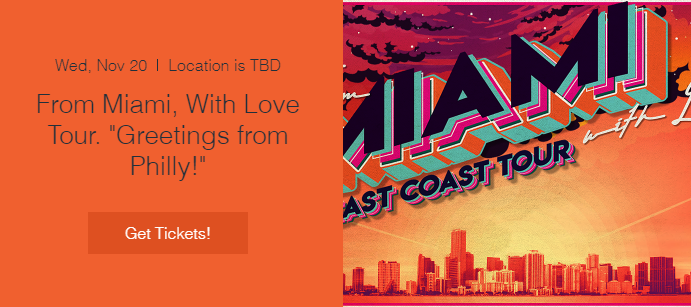 Wed, Nov 20 | Location is TBD
From Miami, With Love
Tour. "Greetings from
Philly!"
Get Tickets!
MIAMI
with
AST COAST TOUR